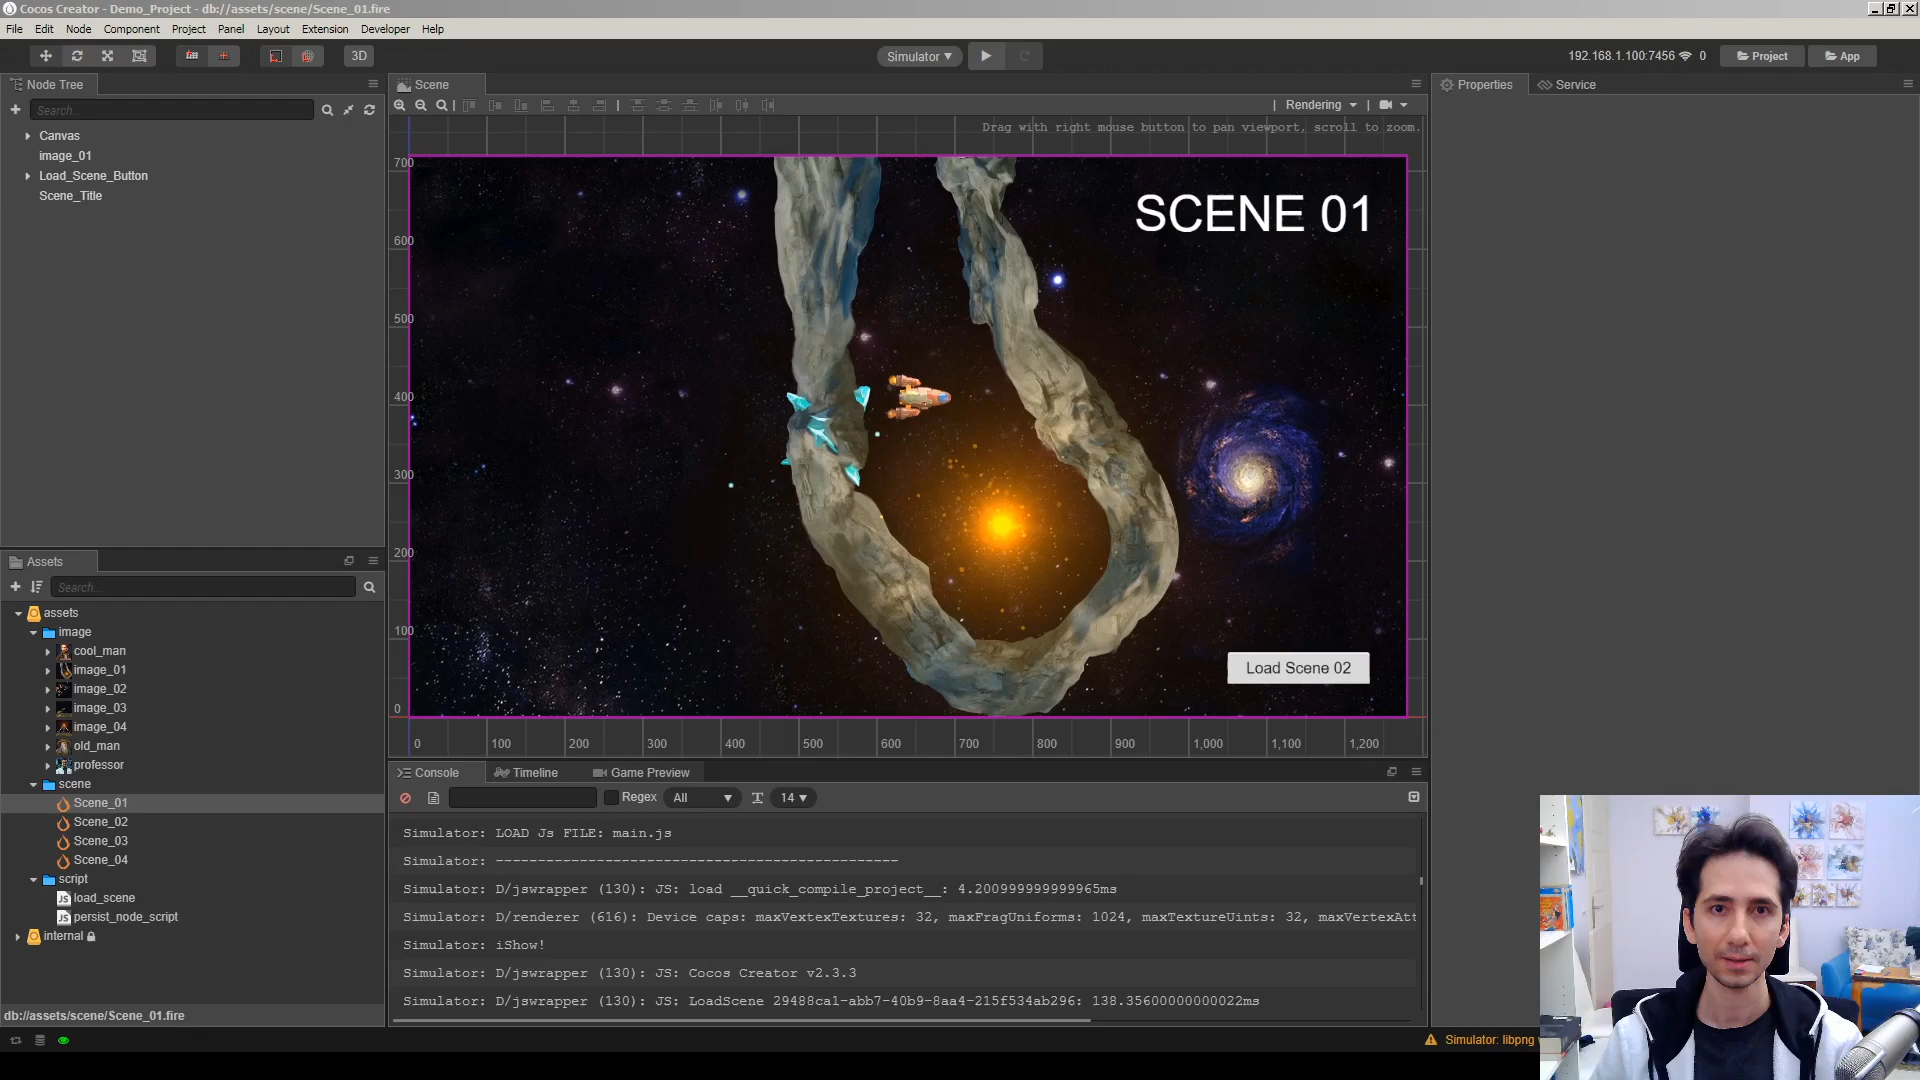 Cocos Creator - Demo_Project - db://assets/scene/Scene_01.fire
File Edit Node Component Project Panel Layout Extension Developer Help
3D Simulator 192.168.1.100:7456 0 Project App
Node Tree
Search...
Canvas
image_01
Load_Scene_Button
Scene_Title
Assets
Search...
assets
image
cool_man
image_01
image_02
image_03
image_04
old_man
professor
scene
Scene_01
Scene_02
Scene_03
Scene_04
script
load_scene
persist_node_script
internal
db://assets/scene/Scene_01.fire
Scene
Rendering
Drag with right mouse button to pan viewport, scroll to zoom.
700
600
500
400
300
200
100
0
SCENE 01
Load Scene 02
0 100 200 300 400 500 600 700 800 900 1,000 1,100 1,200
Console Timeline Game Preview
Regex All 14
Simulator: LOAD Js FILE: main.js
Simulator: ------------------------------------------------
Simulator: D/jswrapper (130): JS: load __quick_compile_project__: 4.200999999999965ms
Simulator: D/renderer (616): Device caps: maxVextexTextures: 32, maxFragUniforms: 1024, maxTextureUints: 32, maxVertexAtt
Simulator: iShow!
Simulator: D/jswrapper (130): JS: Cocos Creator v2.3.3
Simulator: D/jswrapper (130): JS: LoadScene 29488ca1-abb7-40b9-8aa4-215f534ab296: 138.35600000000022ms
Simulator: libpng
Properties Service